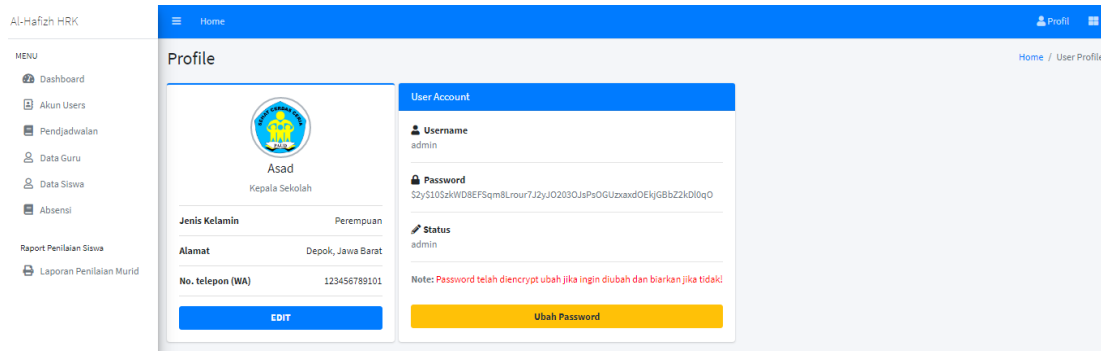 Al-Hafizh HRK
Home
Profil
MENU
Dashboard
Akun Users
Pendjadwalan
Data Guru
Data Siswa
Absensi
Raport Penilaian Siswa
Laporan Penilaian Murid
Profile
Home / User Profile
PAUD
Asad
Kepala Sekolah
Jenis Kelamin Perempuan
Alamat Depok, Jawa Barat
No. telepon (WA) 123456789101
EDIT
User Account
Username
admin
Password
Status
admin
Note: Password telah diencrypt ubah jika ingin diubah dan biarkan jika tidak!
Ubah Password